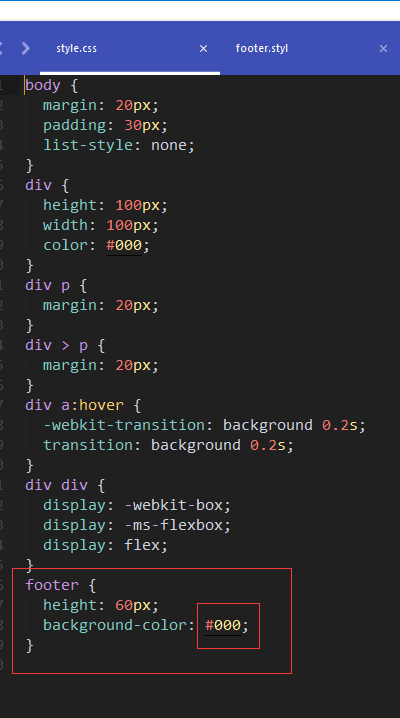 style.css × footer.styl ×
body {
margin: 20px;
padding: 30px;
list-style: none;
}
div {
height: 100px;
width: 100px;
color: #000;
}
div p {
margin: 20px;
}
div > p {
margin: 20px;
}
div a:hover {
-webkit-transition: background 0.2s;
transition: background 0.2s;
}
div div {
display: -webkit-box;
display: -ms-flexbox;
display: flex;
}
footer {
height: 60px;
background-color: #000;
}